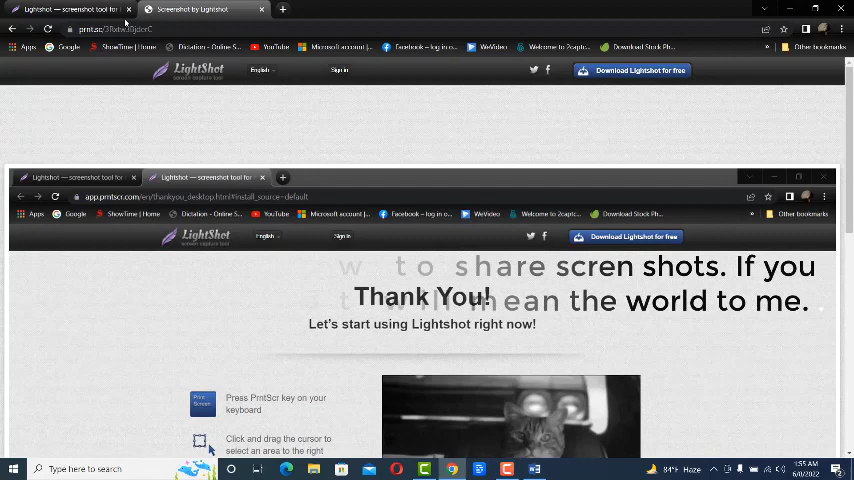 Lightshot — screenshot tool for
Screenshot by Lightshot
prnt.sc/3Rxtw3BjderC
Apps Google ShowTime | Home Dictation - Online S... YouTube Microsoft account | ... Facebook – log in o... WeVideo Welcome to 2captc... Download Stock Ph... » Other bookmarks
LightShot
screen capture tool
English
Sign in
Download Lightshot for free
Lightshot — screenshot tool for
Lightshot — screenshot tool for
app.prntscr.com/en/thankyou_desktop.html#install_source=default
Apps Google ShowTime | Home Dictation - Online S... YouTube Microsoft account | ... Facebook – log in o... WeVideo Welcome to 2captc... Download Stock Ph... » Other bookmarks
LightShot
screen capture tool
English
Sign in
Download Lightshot for free
w to share scren shots. If you
t will mean the world to me.
Thank You!
Let's start using Lightshot right now!
Print
Screen
Press PrntScr key on your
keyboard
Click and drag the cursor to
select an area to the right
Type here to search
84°F Haze
1:55 AM
6/8/2022